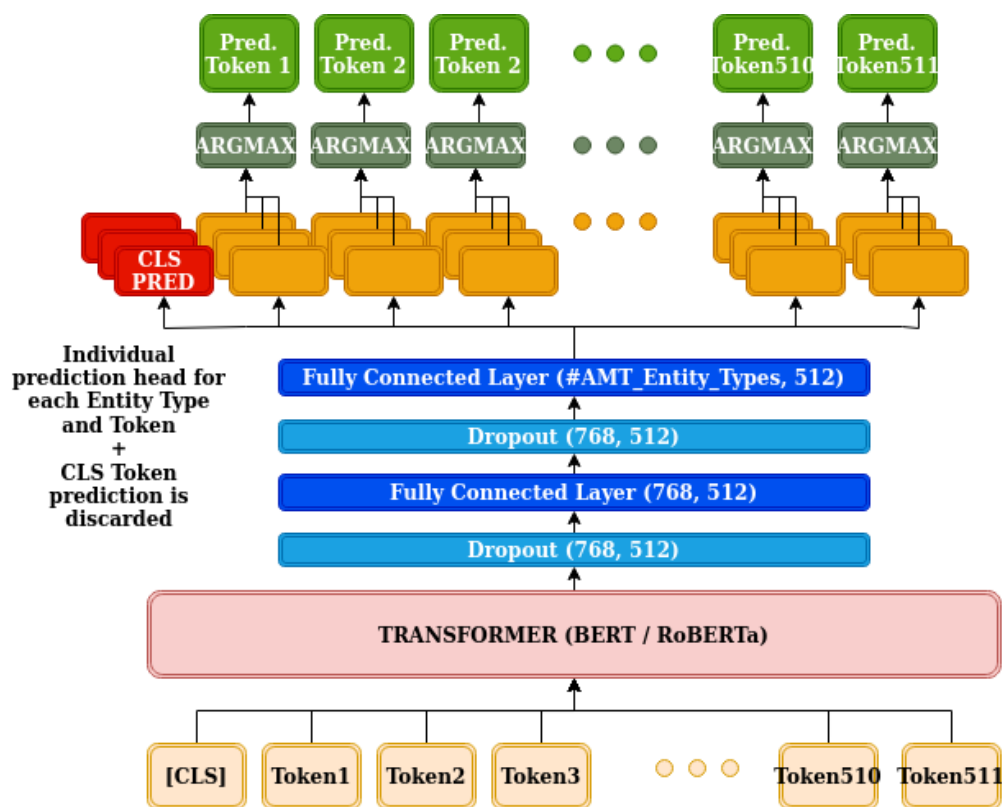 Pred.
Token 1
Pred.
Token 2
Pred.
Token 2
Pred.
Token510
Pred.
Token511
ARGMAX
ARGMAX
ARGMAX
ARGMAX
ARGMAX
CLS
PRED
Individual
prediction head for
each Entity Type
and Token
+
CLS Token
prediction is
discarded
Fully Connected Layer (#AMT_Entity_Types, 512)
Dropout (768, 512)
Fully Connected Layer (768, 512)
Dropout (768, 512)
TRANSFORMER (BERT / RoBERTa)
[CLS]
Token1
Token2
Token3
Token510
Token511